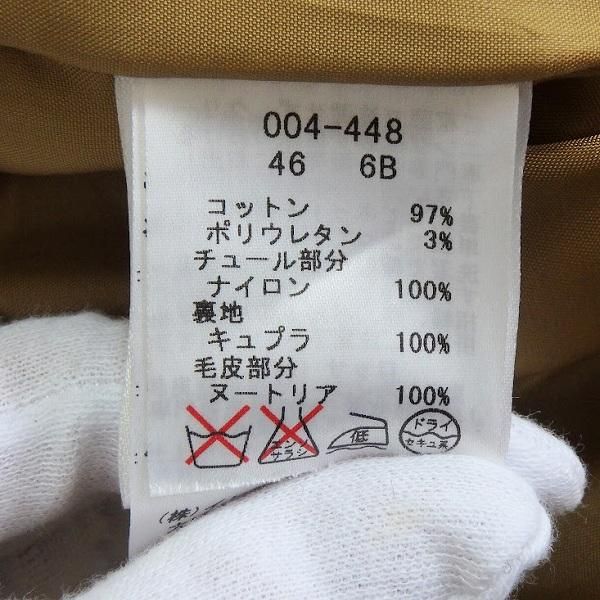 004-448
46 6B
コットン 97%
ポリウレタン 3%
チュール部分
ナイロン 100%
裏地
キュプラ 100%
毛皮部分
ヌートリア 100%
エンソ
サラシ
低
ドライ
セキユ系
(株)